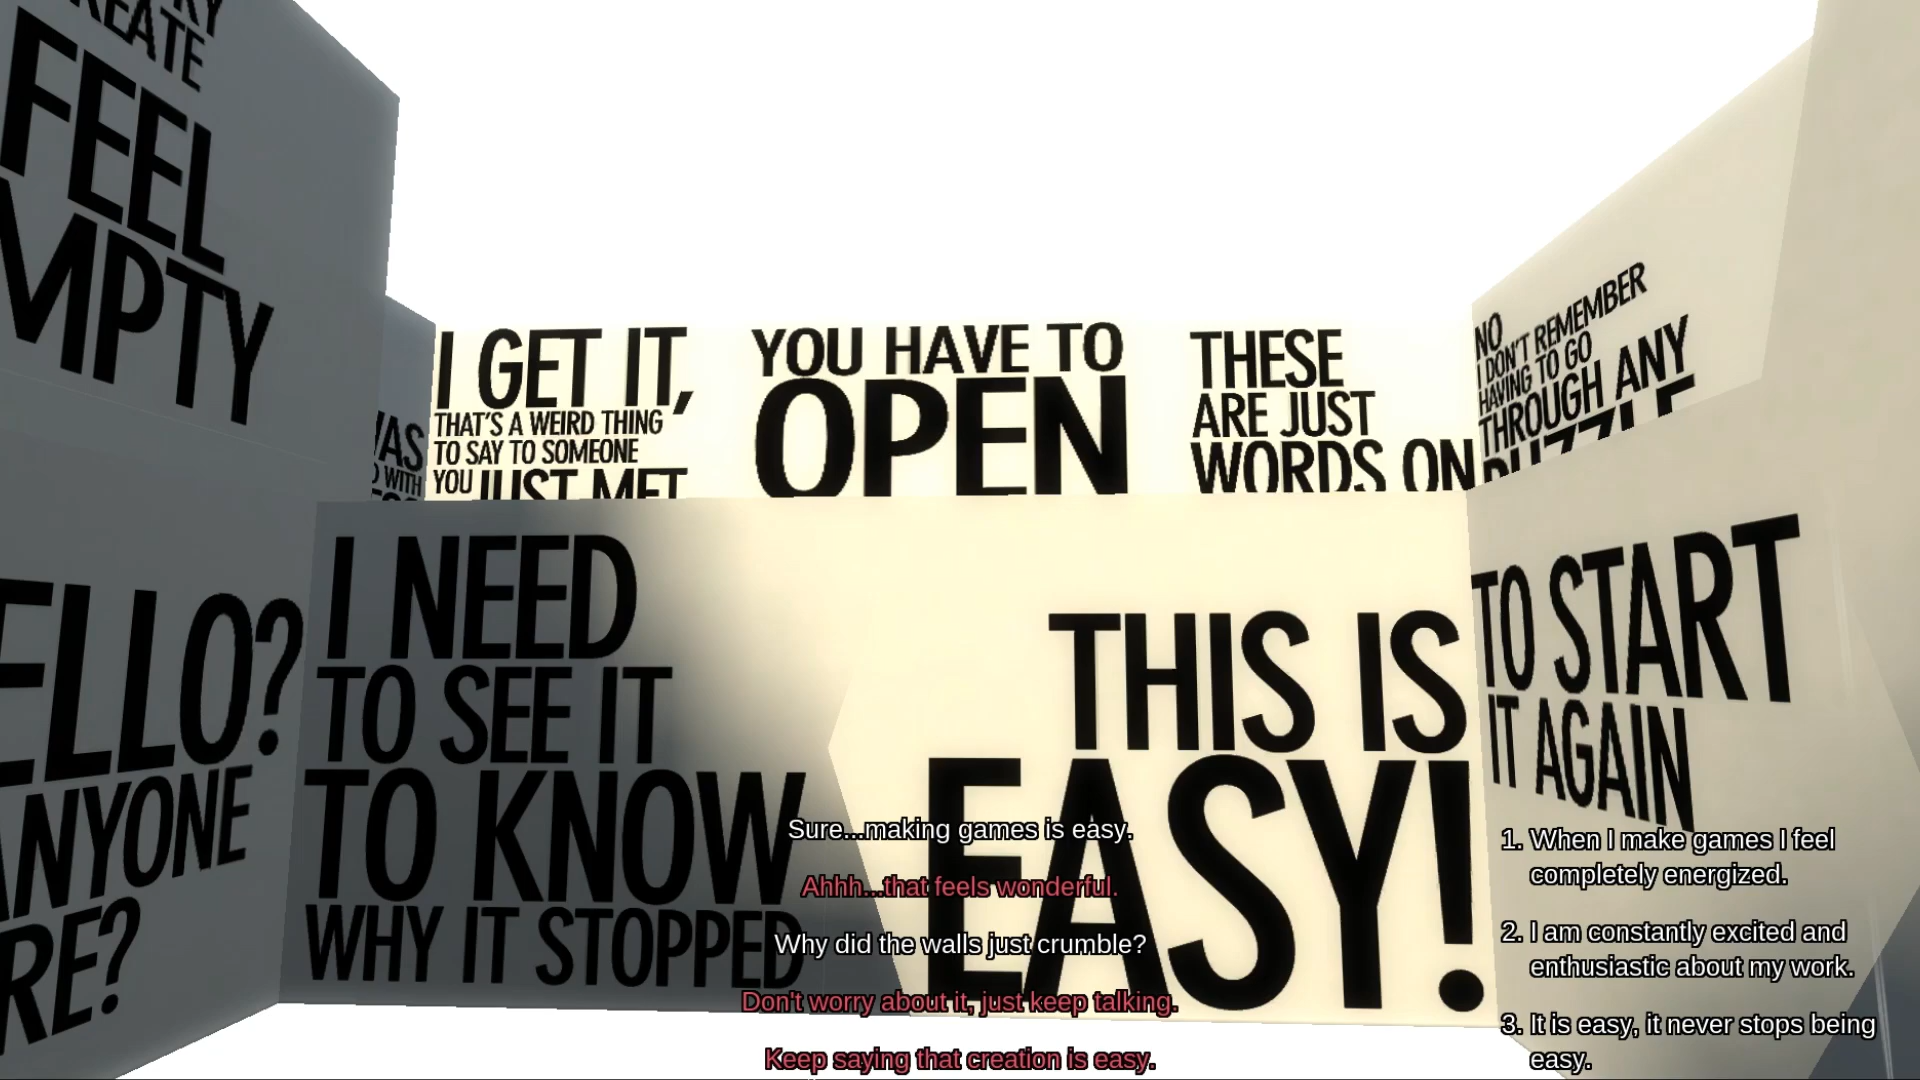 FEEL
I GET IT,
THAT'S A WEIRD THING
TO SAY TO SOMEONE
YOU JUST MET
YOU HAVE TO
OPEN
THESE
ARE JUST
WORDS ON
NO
I DON'T REMEMBER
HAVING TO GO
THROUGH ANY
PUZZLE
I NEED
TO SEE IT
TO KNOW
WHY IT STOPPED
THIS IS
EASY!
TO START
IT AGAIN
Sure...making games is easy.
Ahhh...that feels wonderful.
Why did the walls just crumble?
Don't worry about it, just keep talking.
Keep saying that creation is easy.
1. When I make games I feel
completely energized.
2. I am constantly excited and
enthusiastic about my work.
3. It is easy, it never stops being
easy.